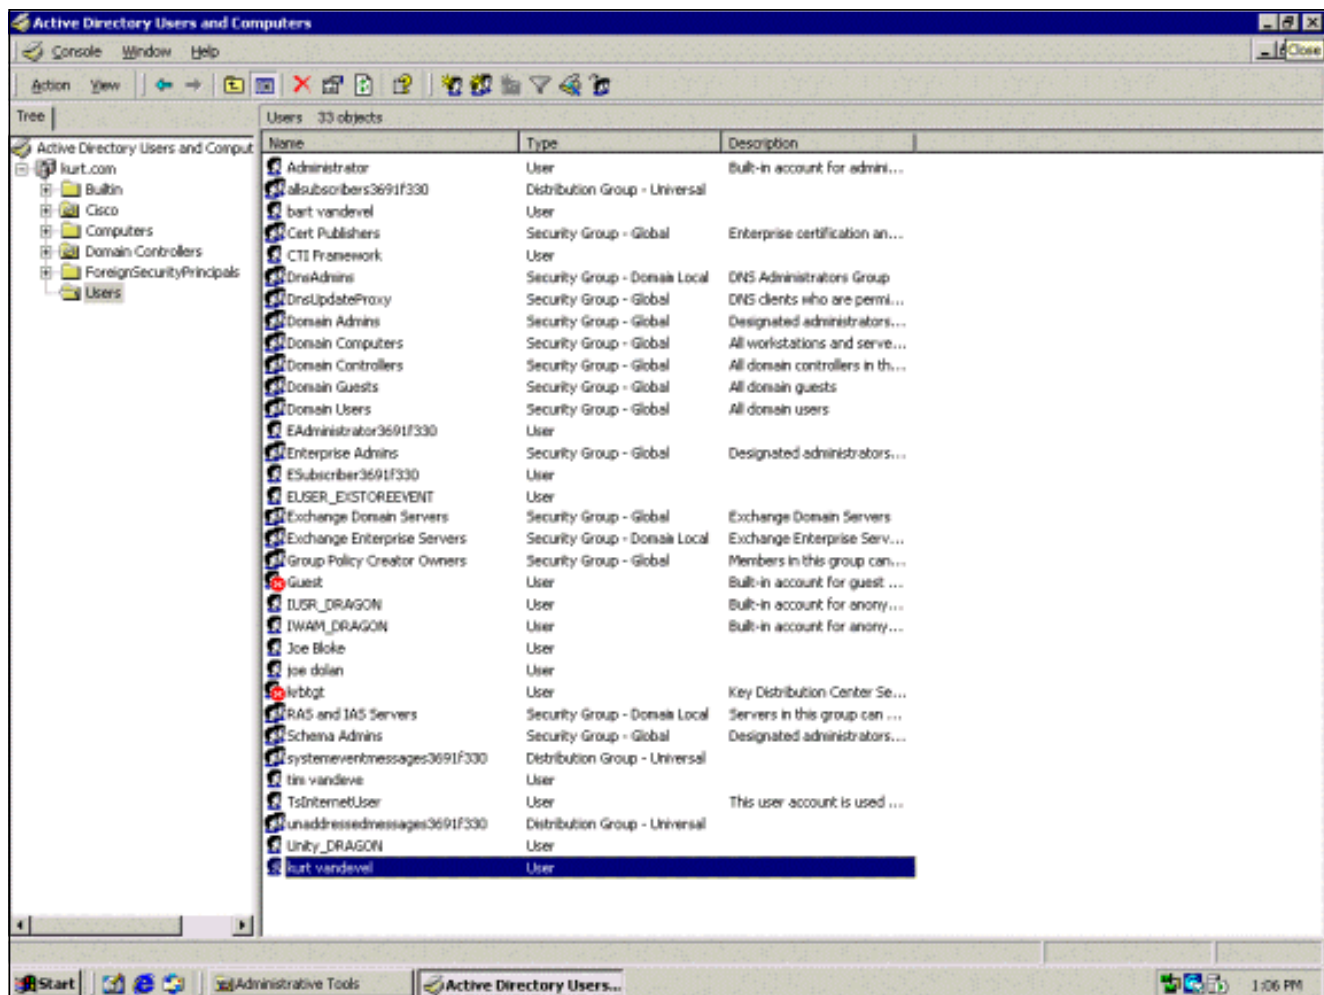 Active Directory Users and Computers
Console Window Help
Close
Action View
Tree
Users 33 objects
Active Directory Users and Comput
Name Type Description
kurt.com
Builtin
Cisco
Computers
Domain Controllers
ForeignSecurityPrincipals
Users
Administrator User Built-in account for admini...
allsubscribers3691f330 Distribution Group - Universal
bart vandevel User
Cert Publishers Security Group - Global Enterprise certification an...
CTI Framework User
DnsAdmins Security Group - Domain Local DNS Administrators Group
DnsUpdateProxy Security Group - Global DNS clients who are permi...
Domain Admins Security Group - Global Designated administrators...
Domain Computers Security Group - Global All workstations and serve...
Domain Controllers Security Group - Global All domain controllers in th...
Domain Guests Security Group - Global All domain guests
Domain Users Security Group - Global All domain users
EAdministrator3691f330 User
Enterprise Admins Security Group - Global Designated administrators...
ESubscriber3691f330 User
EUSER_EXSTOREEVENT User
Exchange Domain Servers Security Group - Global Exchange Domain Servers
Exchange Enterprise Servers Security Group - Domain Local Exchange Enterprise Serv...
Group Policy Creator Owners Security Group - Global Members in this group can...
Guest User Built-in account for guest ...
IUSR_DRAGON User Built-in account for anony...
IWAM_DRAGON User Built-in account for anony...
Joe Bloke User
joe dolan User
krbtgt User Key Distribution Center Se...
RAS and IAS Servers Security Group - Domain Local Servers in this group can ...
Schema Admins Security Group - Global Designated administrators...
systemeventmessages3691f330 Distribution Group - Universal
tim vandeve User
TsInternetUser User This user account is used ...
unaddressedmessages3691f330 Distribution Group - Universal
Unity_DRAGON User
kurt vandevel User
Start Administrative Tools Active Directory Users... 1:06 PM